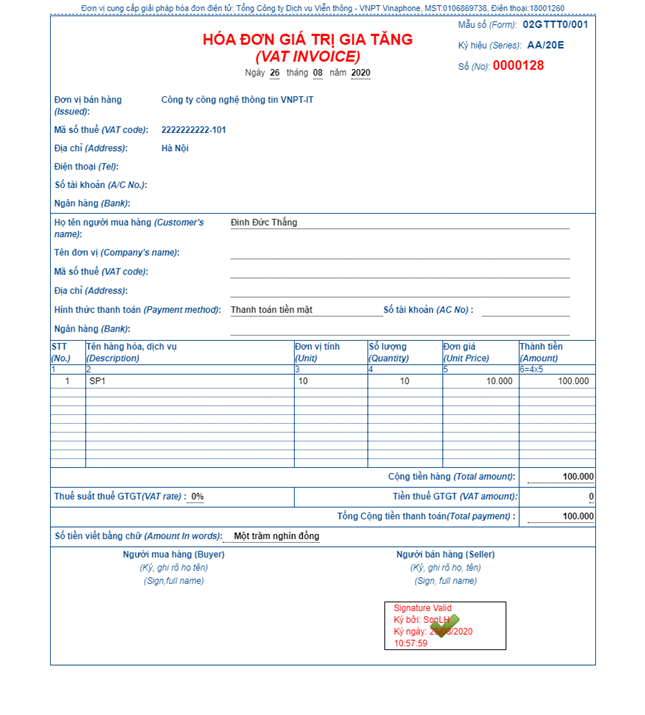 Đơn vị cung cấp giải pháp hóa đơn điện tử: Tổng Công ty Dịch vụ Viễn thông - VNPT Vinaphone, MST:0106869738, Điện thoại:18001260
Mẫu số (Form): 02GTTT0/001
HÓA ĐƠN GIÁ TRỊ GIA TĂNG
(VAT INVOICE)
Ký hiệu (Series): AA/20E
Ngày 26 tháng 08 năm 2020
Số (No): 0000128
Đơn vị bán hàng (Issued): Công ty công nghệ thông tin VNPT-IT
Mã số thuế (VAT code): 2222222222-101
Địa chỉ (Address): Hà Nội
Điện thoại (Tel):
Số tài khoản (A/C No.):
Ngân hàng (Bank):
Họ tên người mua hàng (Customer's name): Đinh Đức Thắng
Tên đơn vị (Company's name):
Mã số thuế (VAT code):
Địa chỉ (Address):
Hình thức thanh toán (Payment method): Thanh toán tiền mặt Số tài khoản (AC No) :
Ngân hàng (Bank):
STT (No.) Tên hàng hóa, dịch vụ (Description) Đơn vị tính (Unit) Số lượng (Quantity) Đơn giá (Unit Price) Thành tiền (Amount)
1 2 3 4 5 6=4x5
1 SP1 10 10 10.000 100.000
Cộng tiền hàng (Total amount): 100.000
Thuế suất thuế GTGT(VAT rate) : 0% Tiền thuế GTGT (VAT amount): 0
Tổng Cộng tiền thanh toán(Total payment) : 100.000
Số tiền viết bằng chữ (Amount In words): Một trăm nghìn đồng
Người mua hàng (Buyer) Người bán hàng (Seller)
(Ký, ghi rõ họ tên) (Ký, ghi rõ họ, tên)
(Sign,full name) (Sign, full name)
Signature Valid
Ký bởi: SonLH
Ký ngày: 26/08/2020
10:57:59